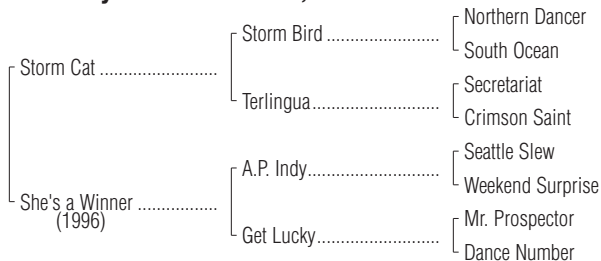 Northern Dancer
Storm Bird ......................
South Ocean
Storm Cat .......................
Secretariat
Terlingua.........................
Crimson Saint
Seattle Slew
A.P. Indy..........................
Weekend Surprise
She's a Winner ................
(1996)
Mr. Prospector
Get Lucky........................
Dance Number